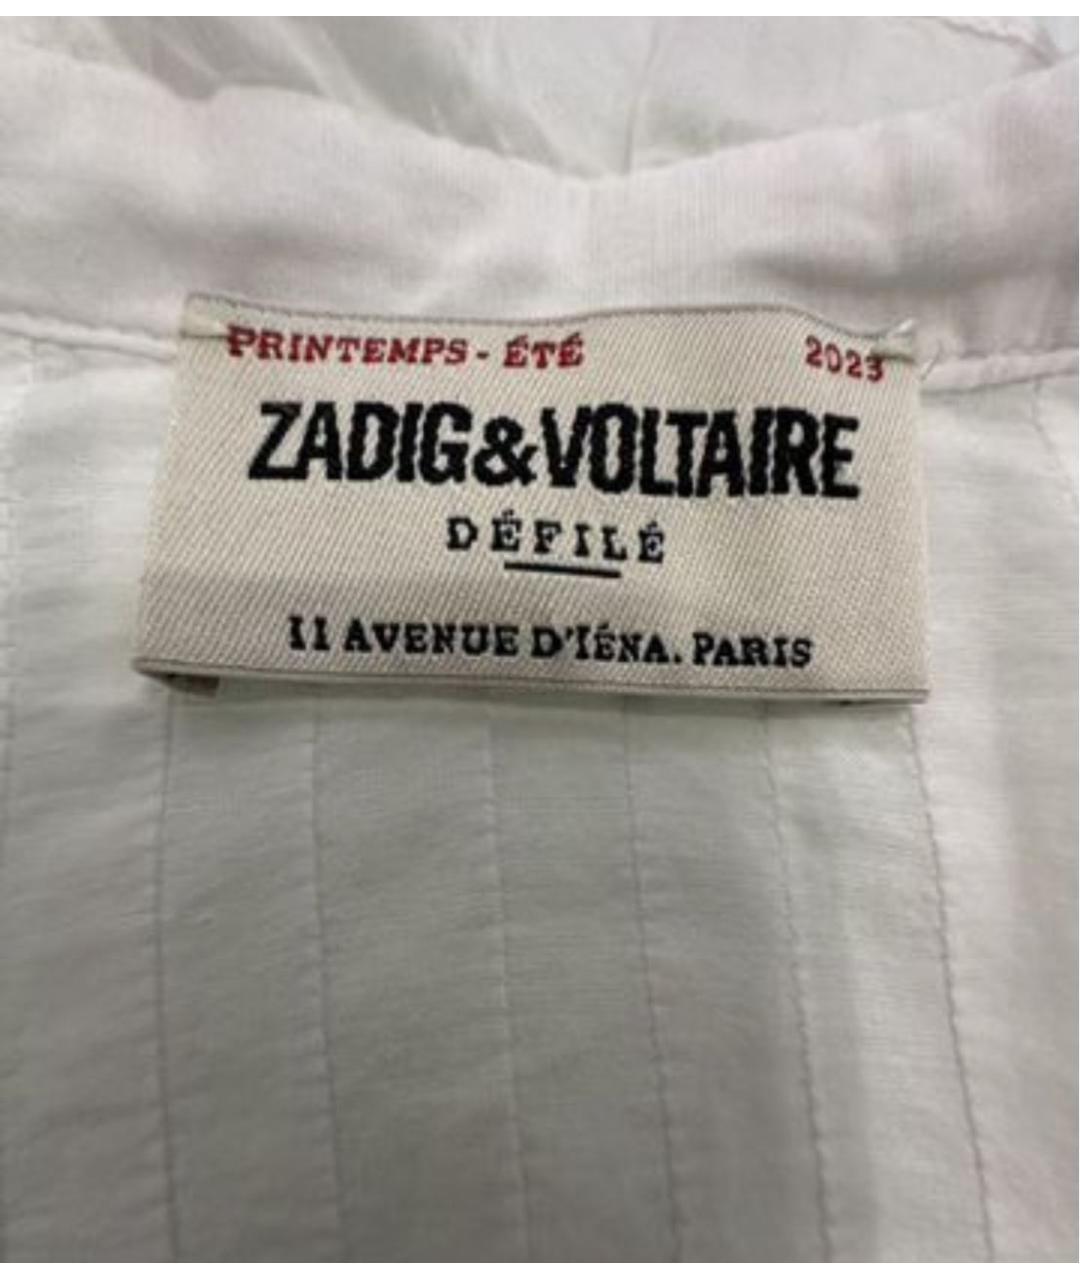 PRINTEMPS - ÉTÉ 2023
ZADIG&VOLTAIRE
DÉFILÉ
11 AVENUE D'IÉNA. PARIS